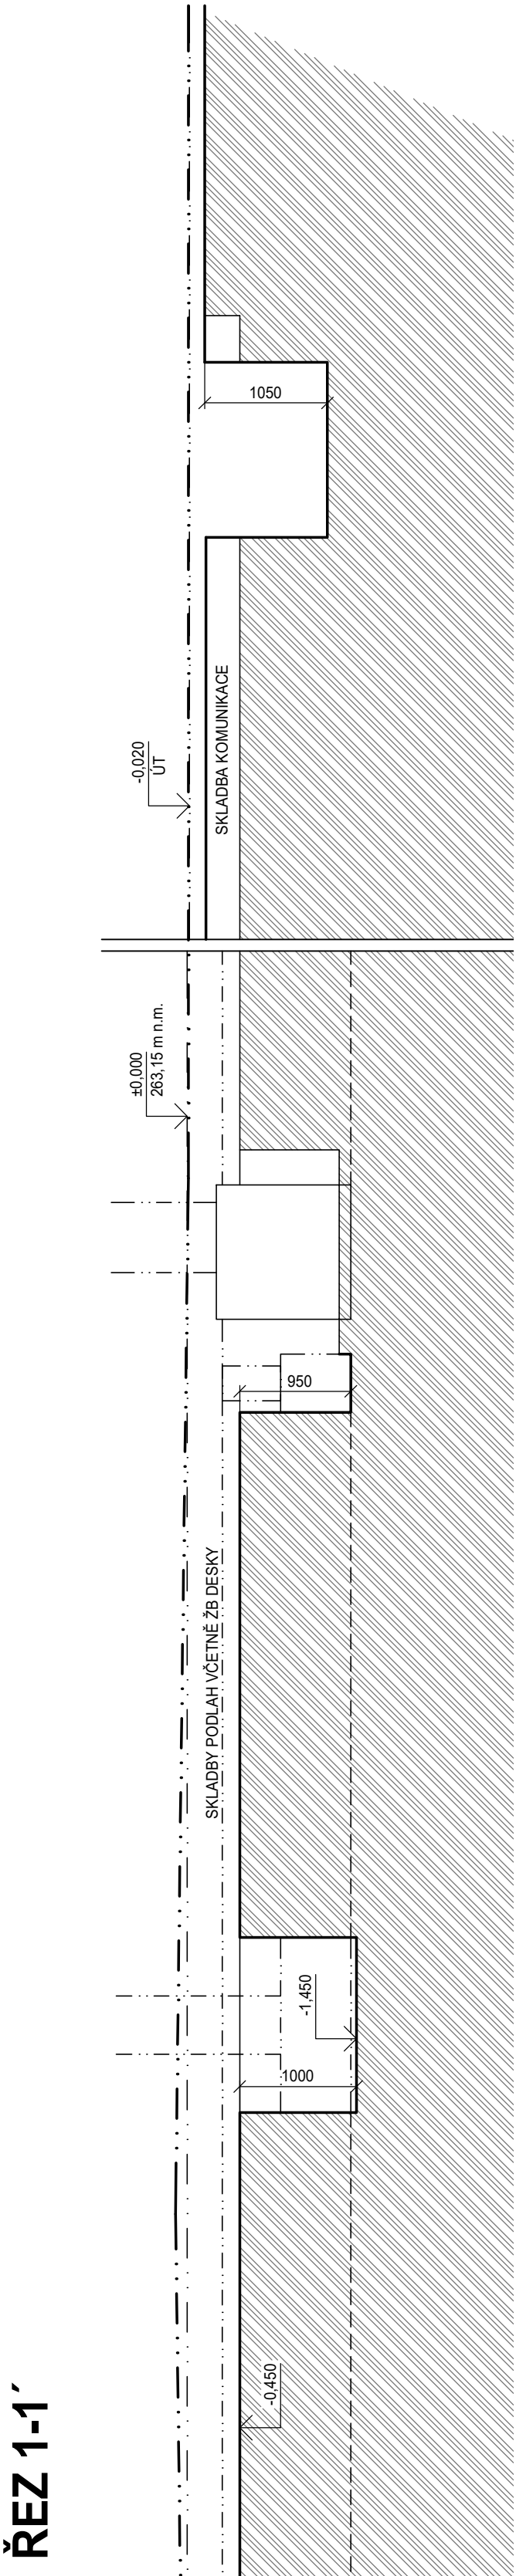 ŘEZ 1-1´
-0,450
1000
-1,450
SKLADBY PODLAH VČETNĚ ŽB DESKY
950
±0,000
263,15 m n.m.
-0,020
ÚT
SKLADBA KOMUNIKACE
1050